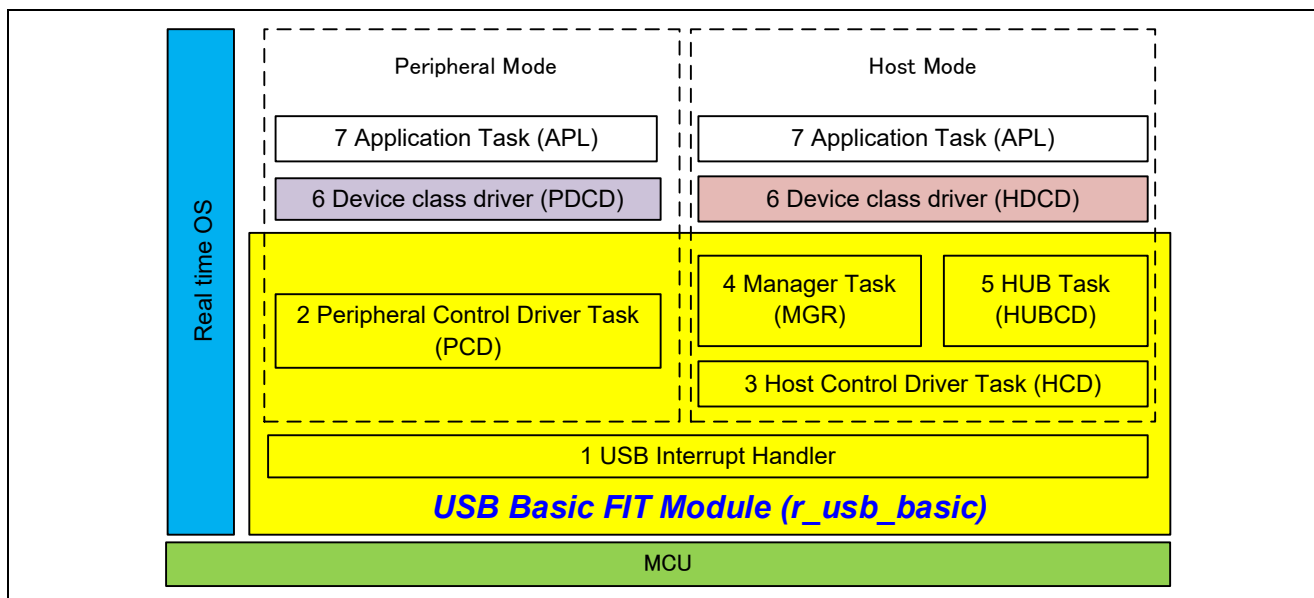 Real time OS
Peripheral Mode
Host Mode
7 Application Task (APL)
7 Application Task (APL)
6 Device class driver (PDCD)
6 Device class driver (HDCD)
2 Peripheral Control Driver Task
(PCD)
4 Manager Task
(MGR)
5 HUB Task
(HUBCD)
3 Host Control Driver Task (HCD)
1 USB Interrupt Handler
USB Basic FIT Module (r_usb_basic)
MCU